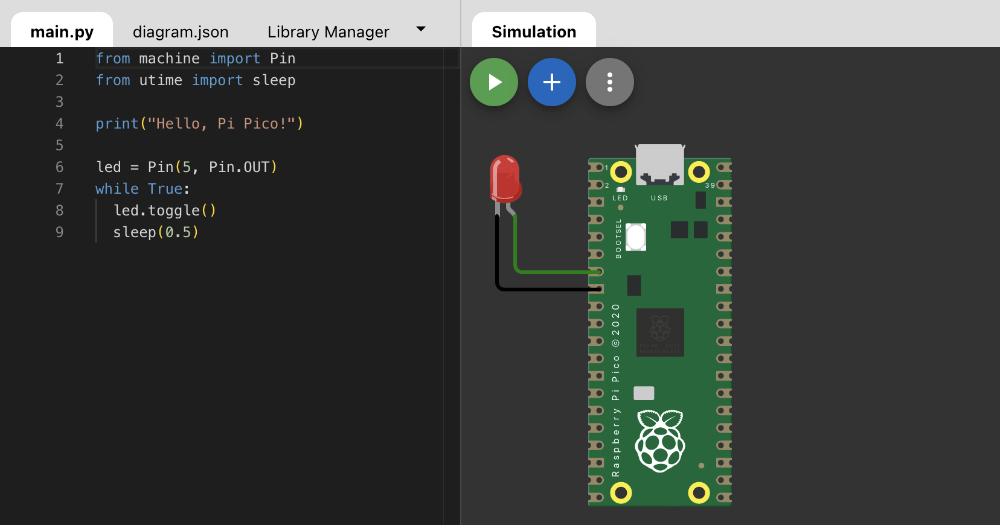 main.py diagram.json Library Manager Simulation
1 from machine import Pin
2 from utime import sleep
3
4 print("Hello, Pi Pico!")
5
6 led = Pin(5, Pin.OUT)
7 while True:
8 led.toggle()
9 sleep(0.5)
1
2
39
LED
USB
BOOTSEL
Raspberry Pi Pico ©2020